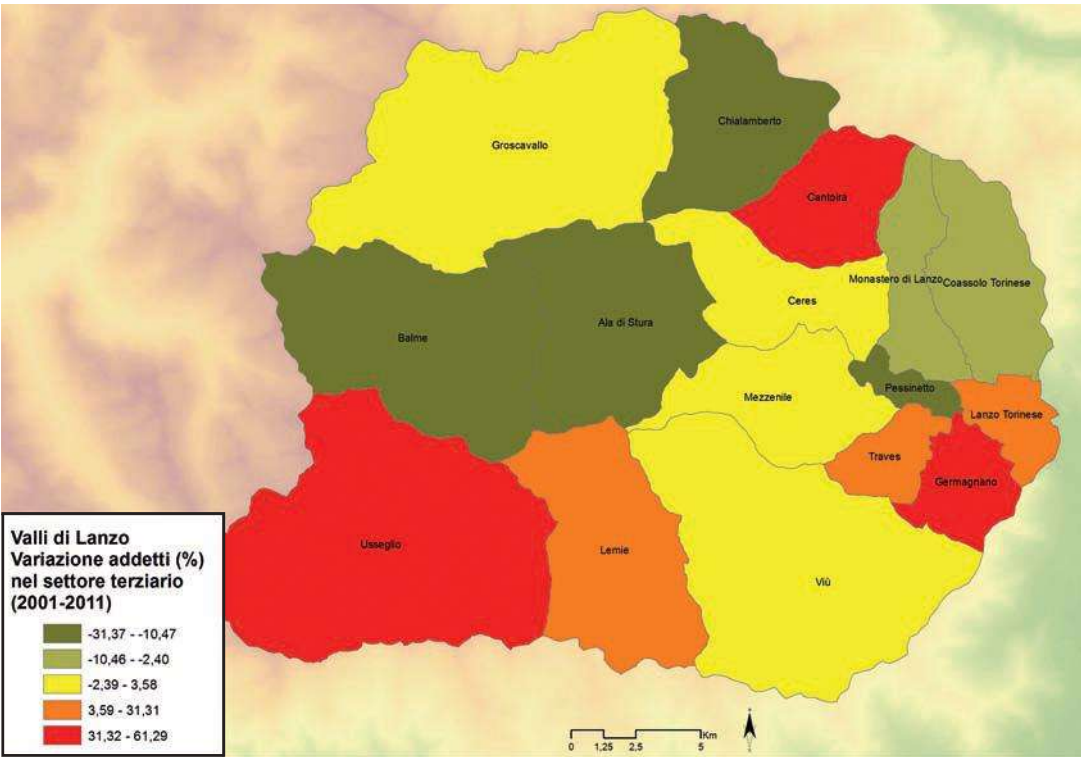 Chialamberto
Groscavallo
Cantoira
Monastero di Lanzo
Coassolo Torinese
Ceres
Ala di Stura
Balme
Pessinetto
Mezzenile
Lanzo Torinese
Traves
Germagnano
Usseglio
Lemie
Viù
Valli di Lanzo
Variazione addetti (%)
nel settore terziario
(2001-2011)
-31,37 - -10,47
-10,46 - -2,40
-2,39 - 3,58
3,59 - 31,31
31,32 - 61,29
Km
0 1,25 2,5 5